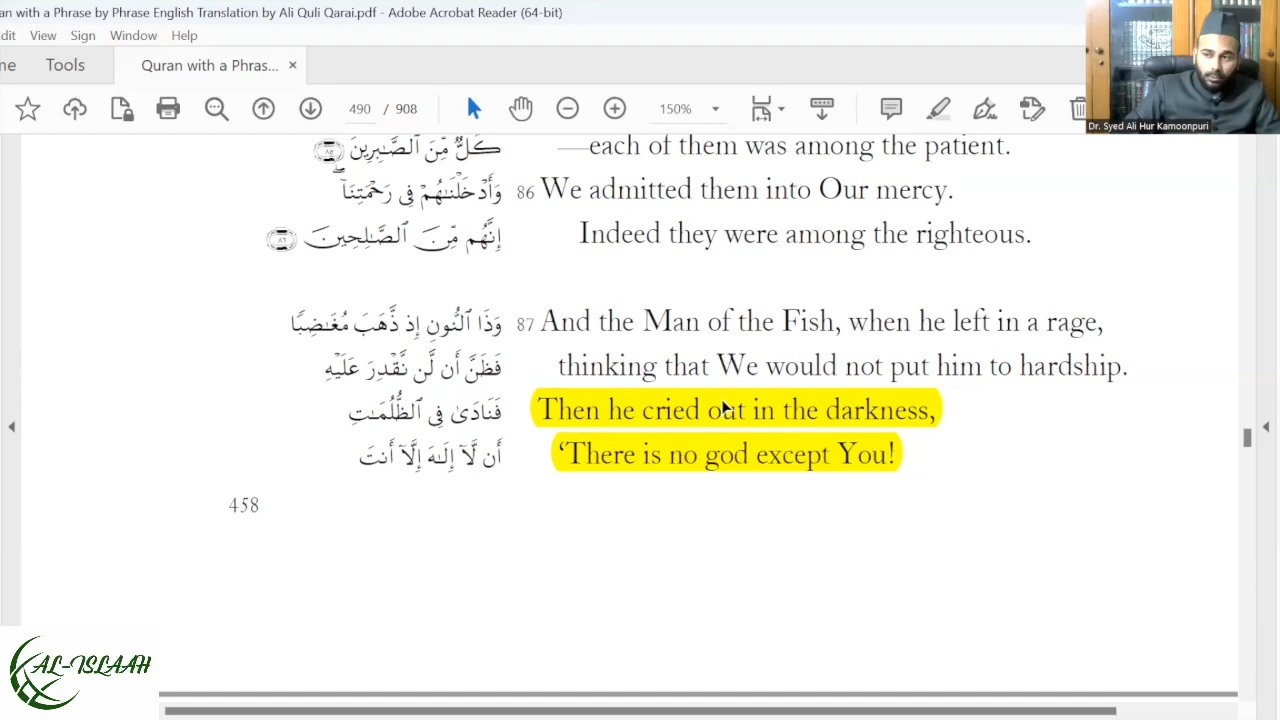 an with a Phrase by Phrase English Translation by Ali Quli Qarai.pdf - Adobe Acrobat Reader (64-bit)
dit View Sign Window Help
me Tools Quran with a Phras... ×
490 / 908 150%
Dr. Syed Ali Hur Kamoonpuri
كُلٌّ مِّنَ ٱلصَّـٰبِرِينَ ٨٥ —each of them was among the patient.
وَأَدْخَلْنَـٰهُمْ فِى رَحْمَتِنَآ 86 We admitted them into Our mercy.
إِنَّهُم مِّنَ ٱلصَّـٰلِحِينَ ٨٦ Indeed they were among the righteous.
وَذَا ٱلنُّونِ إِذ ذَّهَبَ مُغَـٰضِبًا 87 And the Man of the Fish, when he left in a rage,
فَظَنَّ أَن لَّن نَّقْدِرَ عَلَيْهِ thinking that We would not put him to hardship.
فَنَادَىٰ فِى ٱلظُّلُمَـٰتِ Then he cried out in the darkness,
أَن لَّآ إِلَـٰهَ إِلَّآ أَنتَ ‘There is no god except You!
458
AL-ISLAAH